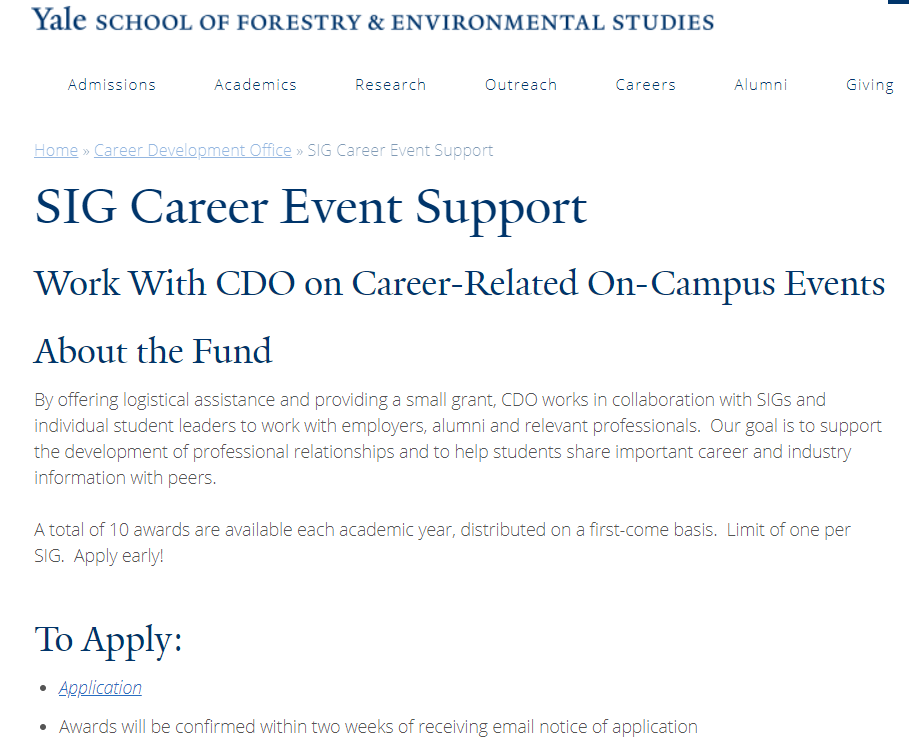 Yale SCHOOL OF FORESTRY & ENVIRONMENTAL STUDIES
Admissions Academics Research Outreach Careers Alumni Giving
Home » Career Development Office » SIG Career Event Support
SIG Career Event Support
Work With CDO on Career-Related On-Campus Events
About the Fund
By offering logistical assistance and providing a small grant, CDO works in collaboration with SIGs and
individual student leaders to work with employers, alumni and relevant professionals.  Our goal is to support
the development of professional relationships and to help students share important career and industry
information with peers.
A total of 10 awards are available each academic year, distributed on a first-come basis.  Limit of one per
SIG.  Apply early!
To Apply:
• Application
• Awards will be confirmed within two weeks of receiving email notice of application